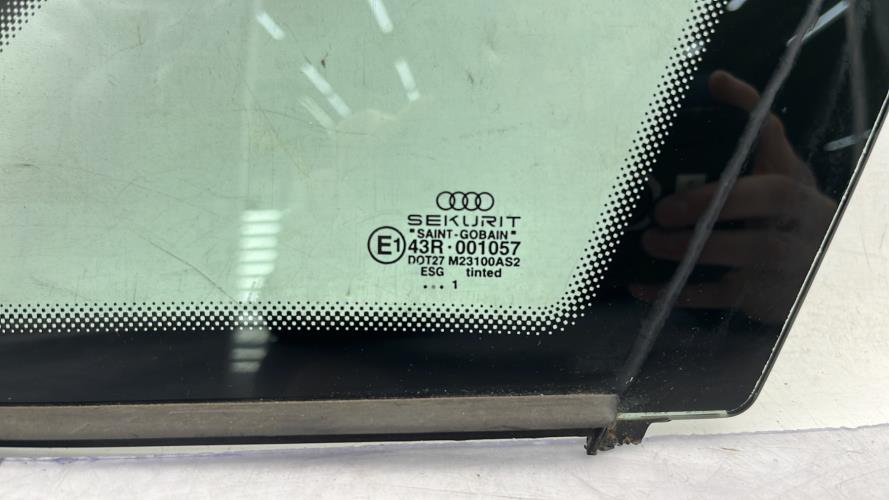 SEKURIT
"SAINT-GOBAIN"
E1 43R·001057
DOT27 M23100AS2
ESG tinted
... 1